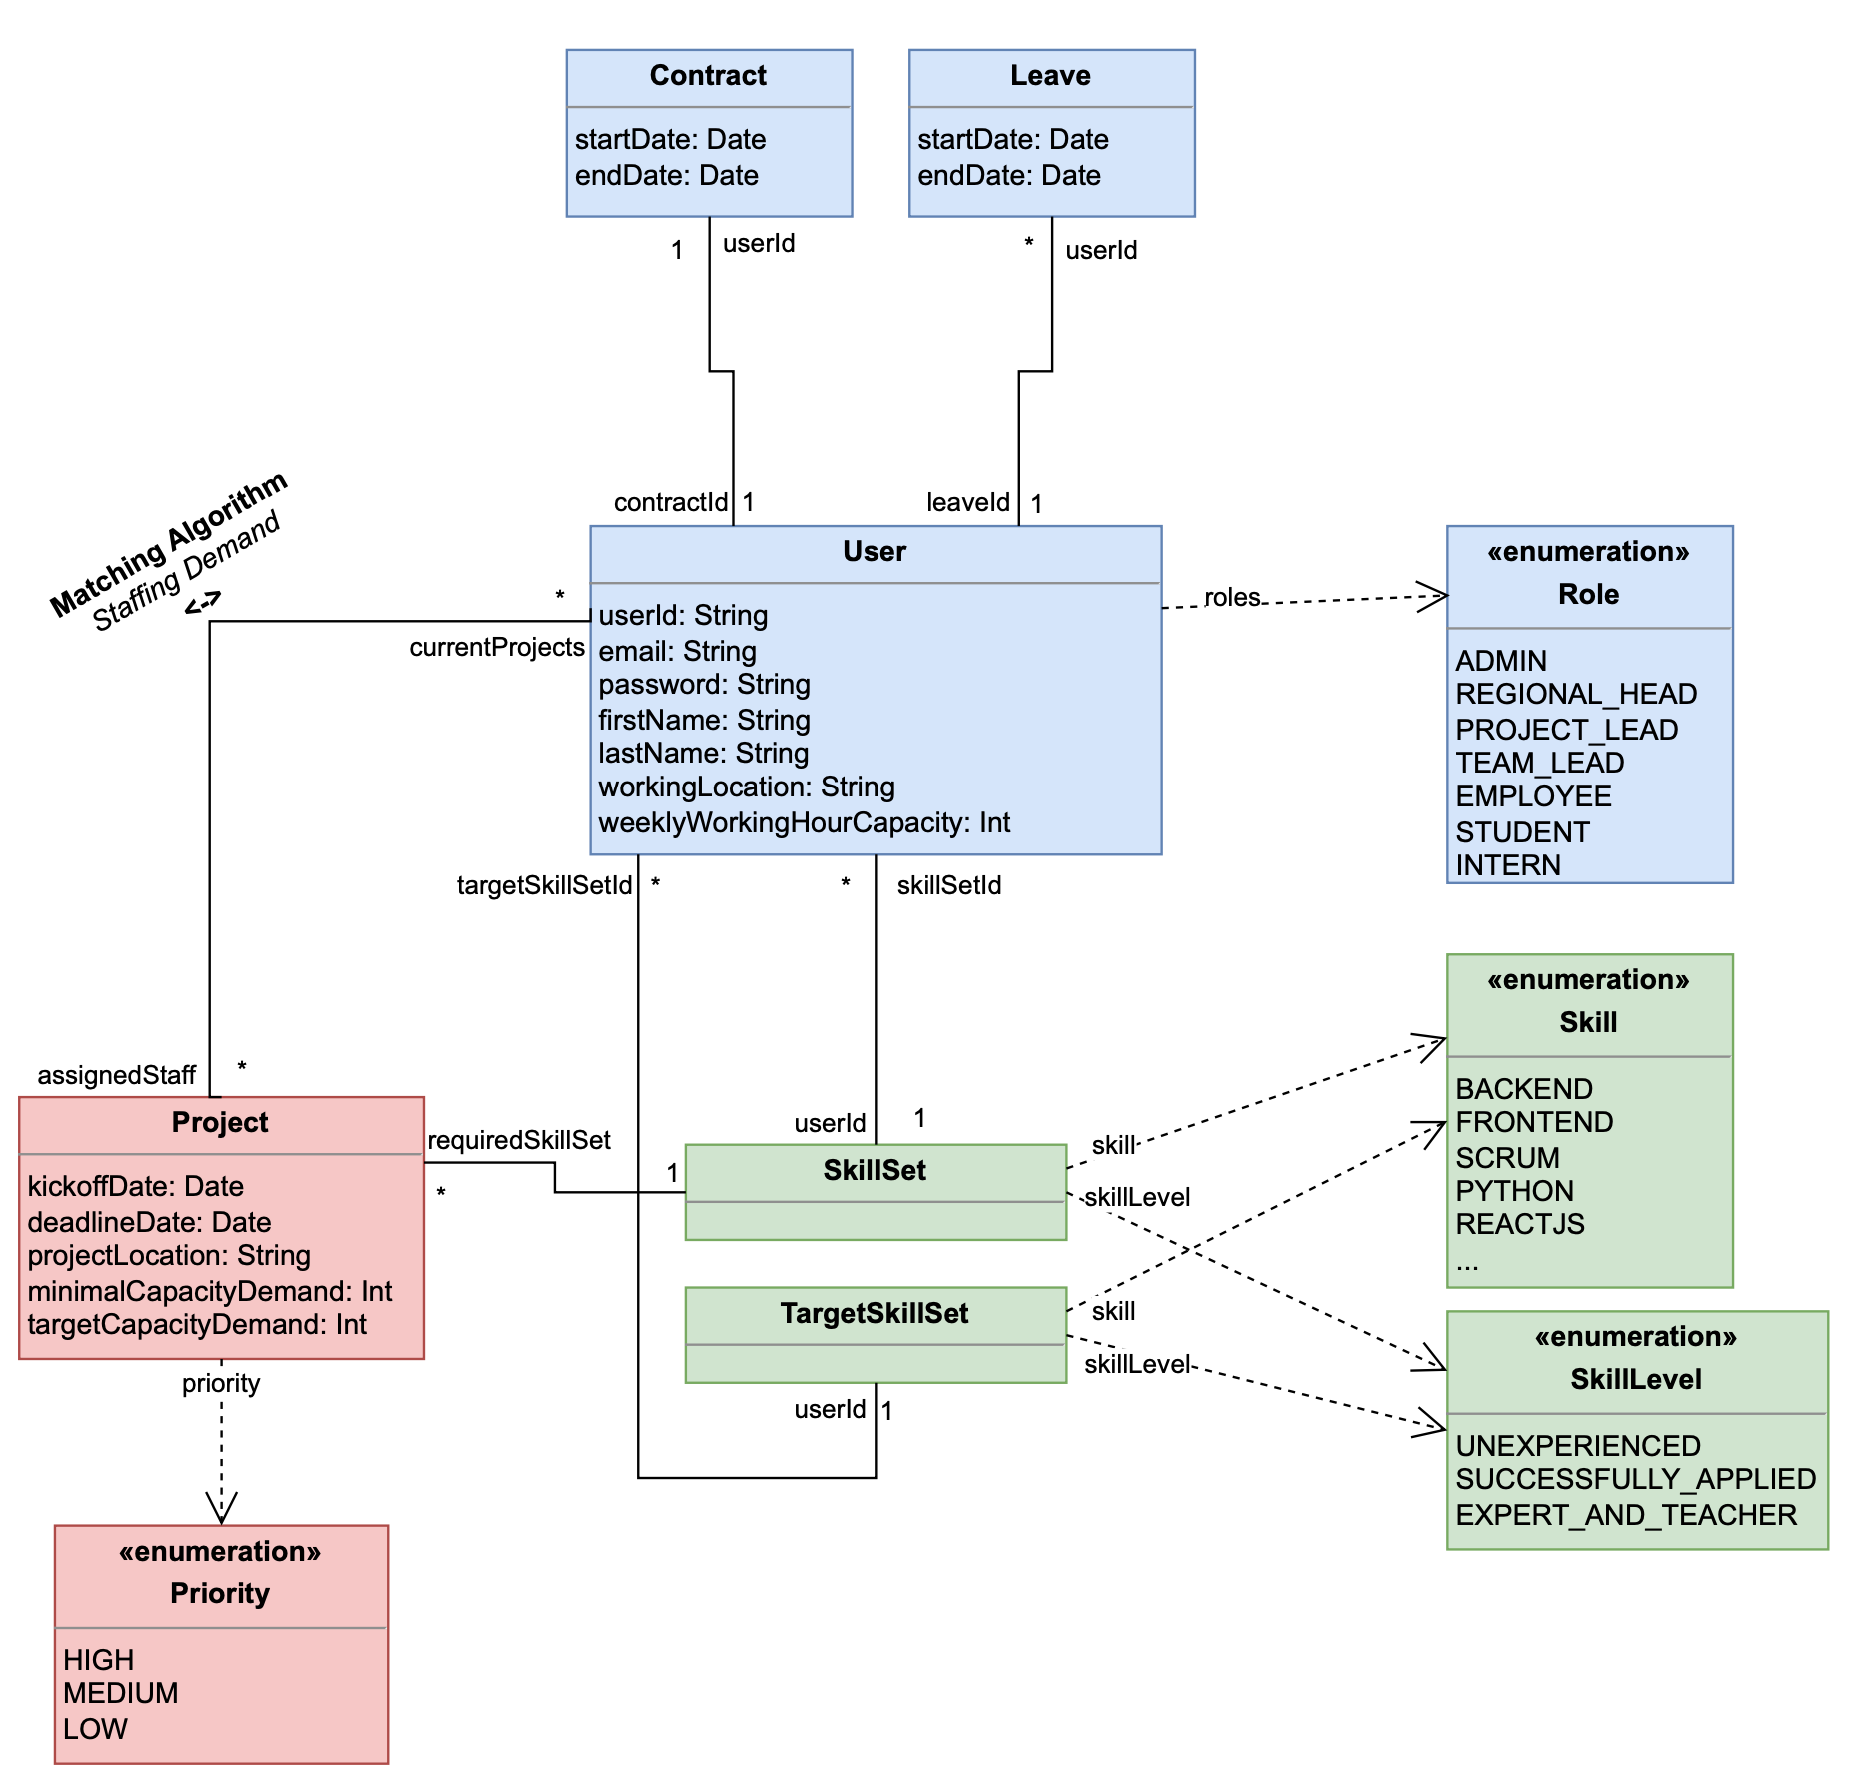 Contract
startDate: Date
endDate: Date
Leave
startDate: Date
endDate: Date
1
userId
*
userId
Matching Algorithm
Staffing Demand
<->
contractId
1
leaveId
1
*
currentProjects
User
userId: String
email: String
password: String
firstName: String
lastName: String
workingLocation: String
weeklyWorkingHourCapacity: Int
roles
«enumeration»
Role
ADMIN
REGIONAL_HEAD
PROJECT_LEAD
TEAM_LEAD
EMPLOYEE
STUDENT
INTERN
targetSkillSetId
*
*
skillSetId
assignedStaff
*
Project
kickoffDate: Date
deadlineDate: Date
projectLocation: String
minimalCapacityDemand: Int
targetCapacityDemand: Int
requiredSkillSet
*
1
userId
1
SkillSet
skill
skillLevel
TargetSkillSet
skill
skillLevel
userId
1
«enumeration»
Skill
BACKEND
FRONTEND
SCRUM
PYTHON
REACTJS
...
«enumeration»
SkillLevel
UNEXPERIENCED
SUCCESSFULLY_APPLIED
EXPERT_AND_TEACHER
priority
«enumeration»
Priority
HIGH
MEDIUM
LOW